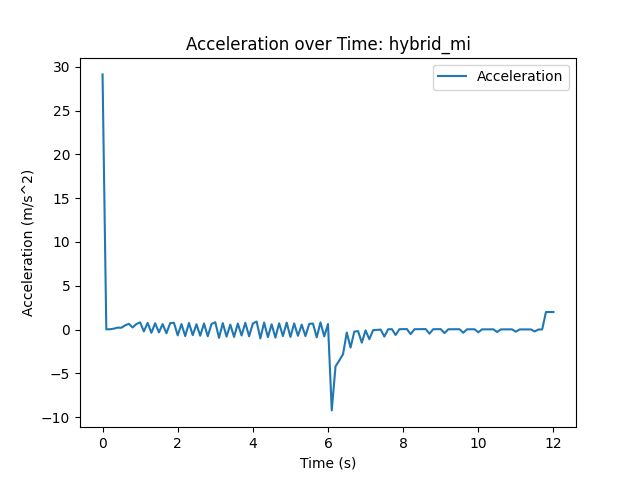 Acceleration over Time: hybrid_mi
Acceleration
30
25
20
15
10
5
0
−5
−10
Acceleration (m/s^2)
0 2 4 6 8 10 12
Time (s)